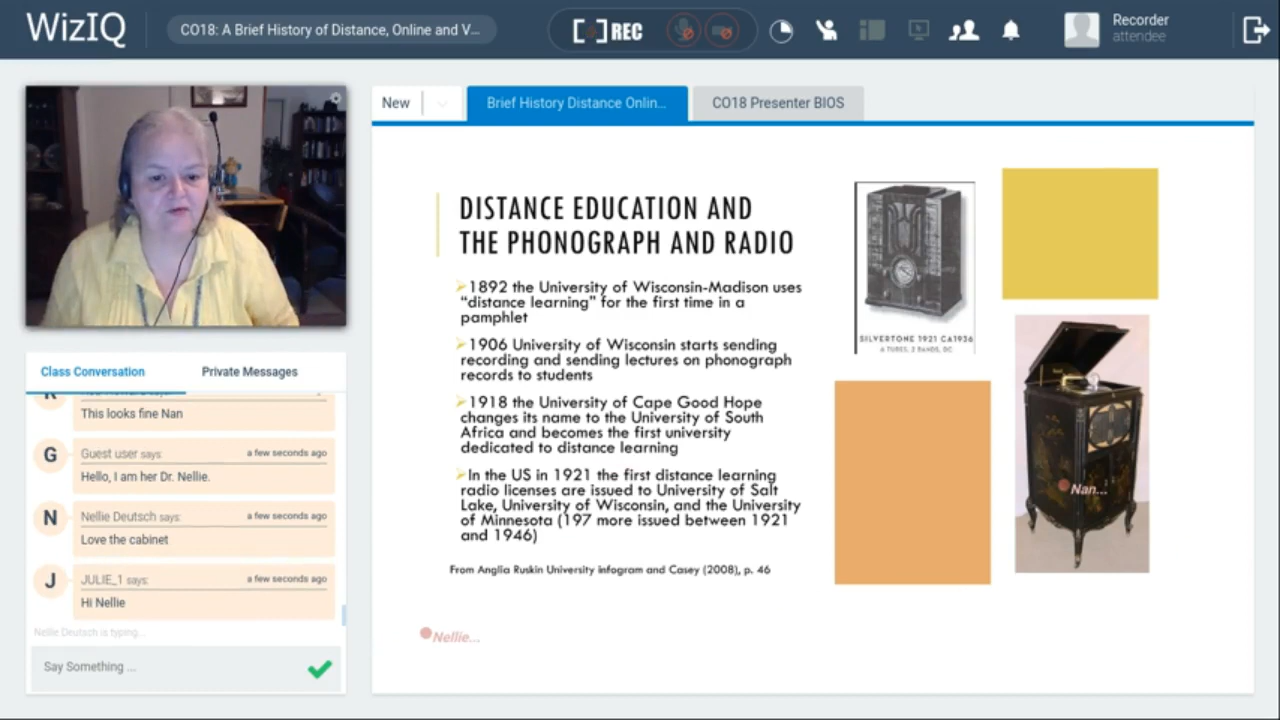 WizIQ
CO18: A Brief History of Distance, Online and V...
REC
Recorder
attendee
New
Brief History Distance Onlin...
CO18 Presenter BIOS
Class Conversation
Private Messages
This looks fine Nan
G
Guest user says:
a few seconds ago
Hello, I am her Dr. Nellie.
N
Nellie Deutsch says:
a few seconds ago
Love the cabinet
J
JULIE_1 says:
a few seconds ago
Hi Nellie
Nellie Deutsch is typing...
Say Something ...
DISTANCE EDUCATION AND
THE PHONOGRAPH AND RADIO
1892 the University of Wisconsin-Madison uses
“distance learning” for the first time in a
pamphlet
1906 University of Wisconsin starts sending
recording and sending lectures on phonograph
records to students
1918 the University of Cape Good Hope
changes its name to the University of South
Africa and becomes the first university
dedicated to distance learning
In the US in 1921 the first distance learning
radio licenses are issued to University of Salt
Lake, University of Wisconsin, and the University
of Minnesota (197 more issued between 1921
and 1946)
From Anglia Ruskin University infogram and Casey (2008), p. 46
SILVERTONE 1921 CA1936
Nan...
Nellie...